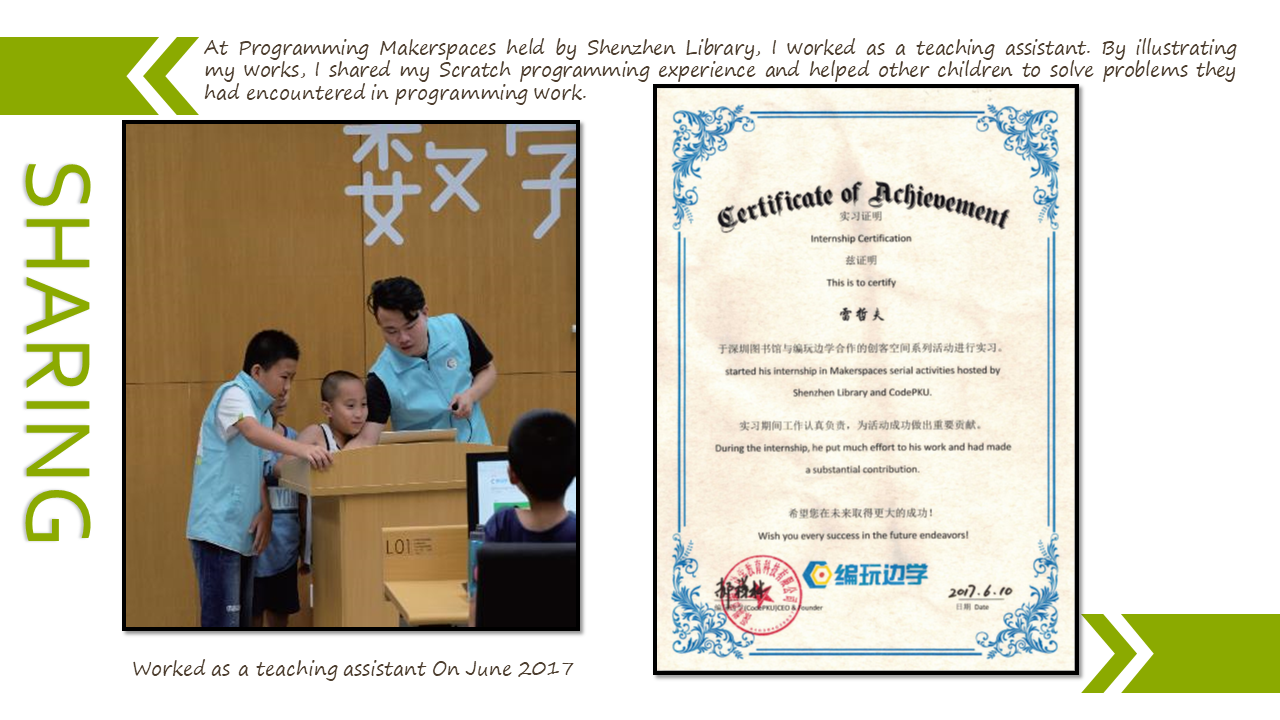 At Programming Makerspaces held by Shenzhen Library, I worked as a teaching assistant. By illustrating
my works, I shared my Scratch programming experience and helped other children to solve problems they
had encountered in programming work.
SHARING
数字
L01
Worked as a teaching assistant On June 2017
Certificate of Achievement
实习证明
Internship Certification
兹证明
This is to certify
雷哲夫
于深圳图书馆与编玩边学合作的创客空间系列活动进行实习。
started his internship in Makerspaces serial activities hosted by
Shenzhen Library and CodePKU.
实习期间工作认真负责，为活动成功做出重要贡献。
During the internship, he put much effort to his work and had made
a substantial contribution.
希望您在未来取得更大的成功！
Wish you every success in the future endeavors!
编玩边学
2017.6.10
(CodePKU)CEO & Founder
日期 Date